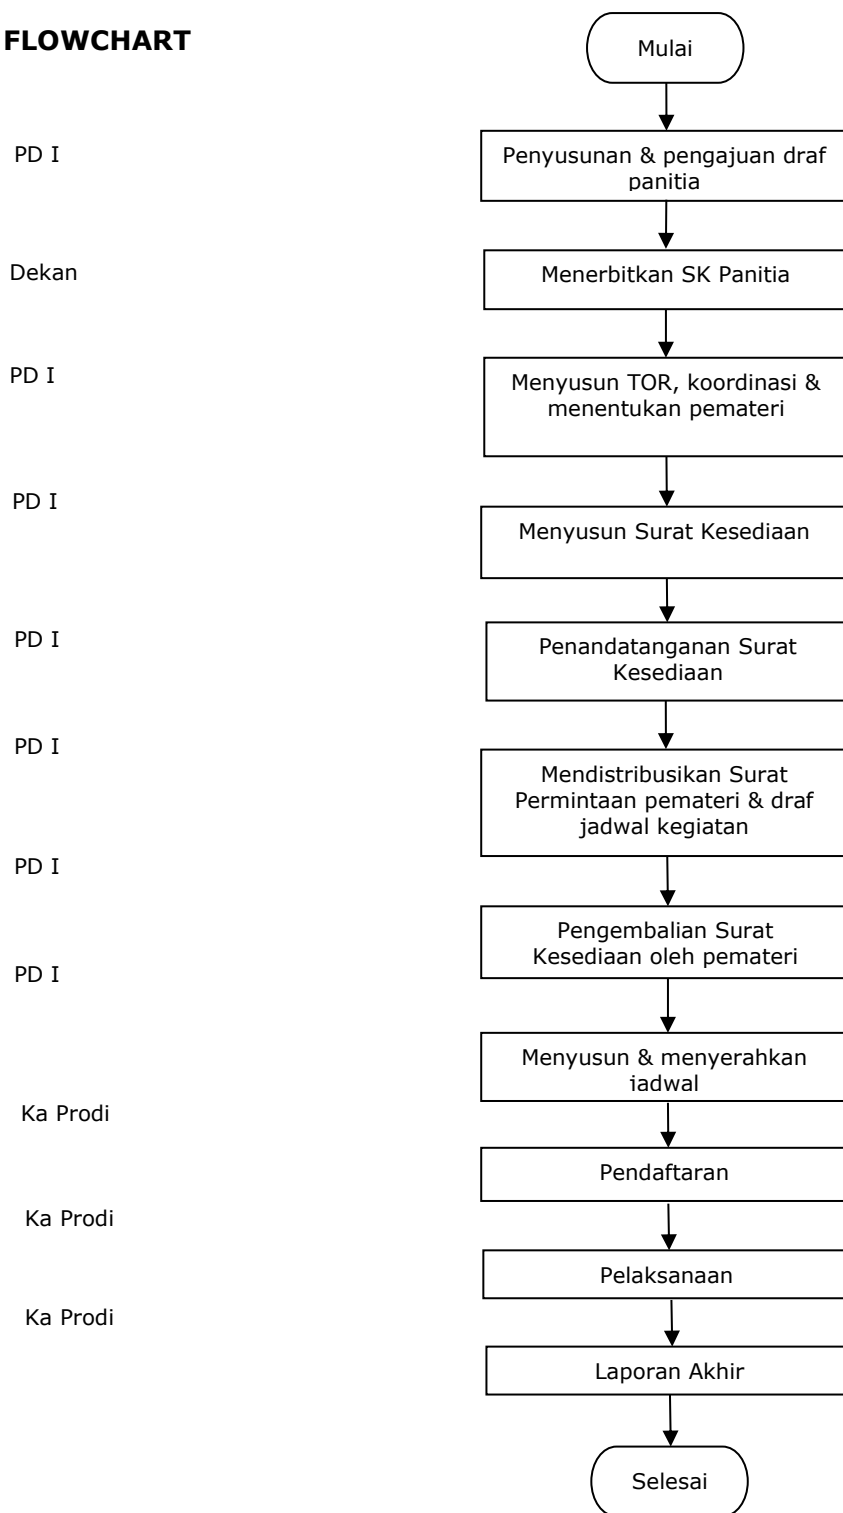 FLOWCHART
Mulai
PD I
Penyusunan & pengajuan draf
panitia
Dekan
Menerbitkan SK Panitia
PD I
Menyusun TOR, koordinasi &
menentukan pemateri
PD I
Menyusun Surat Kesediaan
PD I
Penandatanganan Surat
Kesediaan
PD I
Mendistribusikan Surat
Permintaan pemateri & draf
jadwal kegiatan
PD I
Pengembalian Surat
Kesediaan oleh pemateri
PD I
Menyusun & menyerahkan
jadwal
Ka Prodi
Pendaftaran
Ka Prodi
Pelaksanaan
Ka Prodi
Laporan Akhir
Selesai